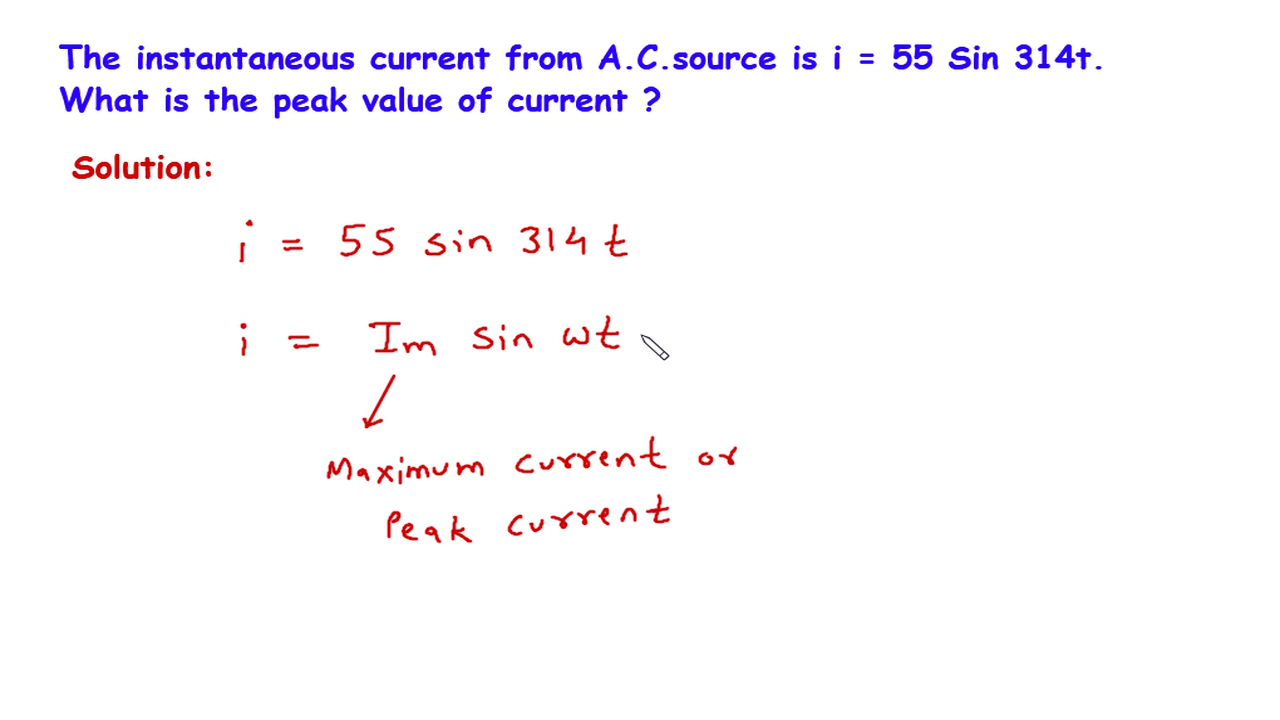 The instantaneous current from A.C.source is i = 55 Sin 314t.
What is the peak value of current ?
Solution:
i = 55 sin 314 t
i = Im sin ωt
Maximum current or
Peak current